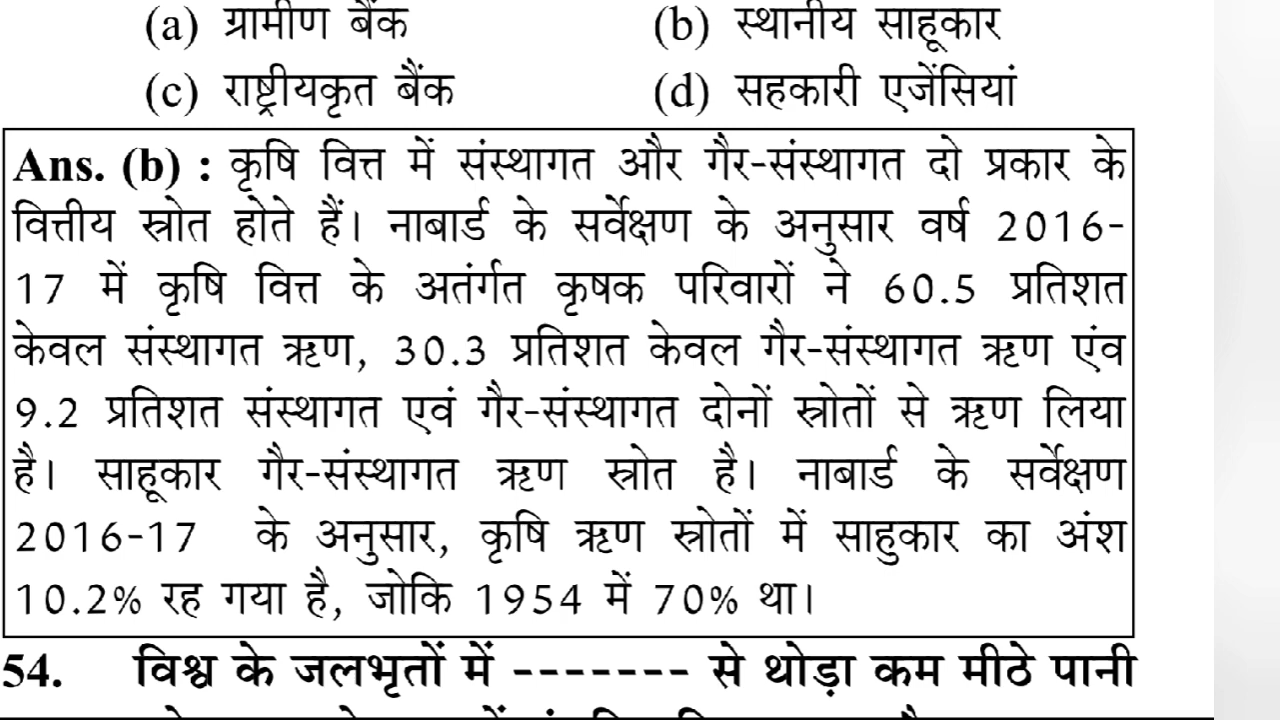 (a) ग्रामीण बैंक (b) स्थानीय साहूकार
(c) राष्ट्रीयकृत बैंक (d) सहकारी एजेंसियां
Ans. (b) : कृषि वित्त में संस्थागत और गैर-संस्थागत दो प्रकार के
वित्तीय स्त्रोत होते हैं। नाबार्ड के सर्वेक्षण के अनुसार वर्ष 2016-
17 में कृषि वित्त के अतंर्गत कृषक परिवारों ने 60.5 प्रतिशत
केवल संस्थागत ऋण, 30.3 प्रतिशत केवल गैर-संस्थागत ऋण एंव
9.2 प्रतिशत संस्थागत एवं गैर-संस्थागत दोनों स्त्रोतों से ऋण लिया
है। साहूकार गैर-संस्थागत ऋण स्त्रोत है। नाबार्ड के सर्वेक्षण
2016-17 के अनुसार, कृषि ऋण स्त्रोतों में साहुकार का अंश
10.2% रह गया है, जोकि 1954 में 70% था।
54. विश्व के जलभृतों में ------- से थोड़ा कम मीठे पानी